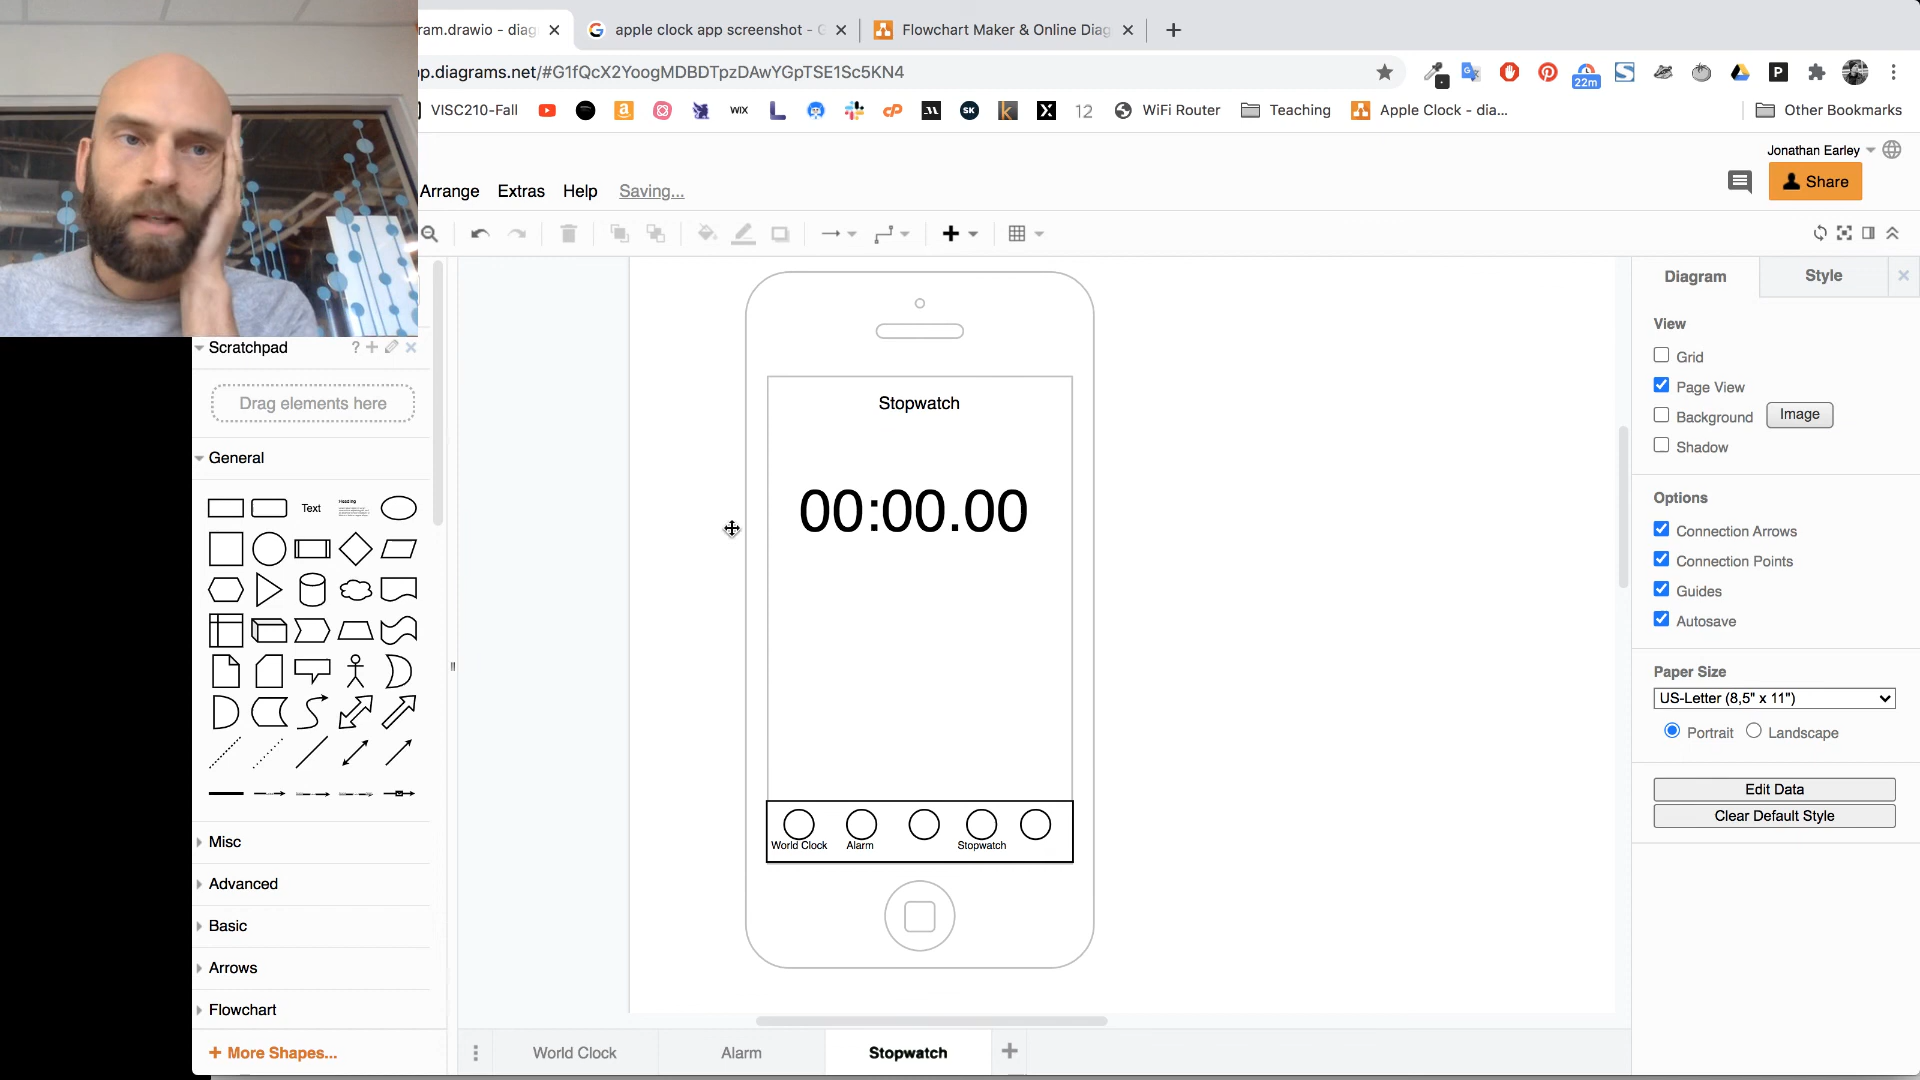 ram.drawio - diag
apple clock app screenshot -
Flowchart Maker & Online Diag
p.diagrams.net/#G1fQcX2YoogMDBDTpzDAwYGpTSE1Sc5KN4
22m
P
VISC210-Fall
WIX
SK
12
WiFi Router
Teaching
Apple Clock - dia...
Other Bookmarks
Jonathan Earley
Arrange
Extras
Help
Saving...
Share
Diagram
Style
Scratchpad
?
Drag elements here
General
Text
Heading
Misc
Advanced
Basic
Arrows
Flowchart
+ More Shapes...
Stopwatch
00:00.00
World Clock
Alarm
Stopwatch
View
Grid
Page View
Background
Image
Shadow
Options
Connection Arrows
Connection Points
Guides
Autosave
Paper Size
US-Letter (8,5" x 11")
Portrait
Landscape
Edit Data
Clear Default Style
World Clock
Alarm
Stopwatch